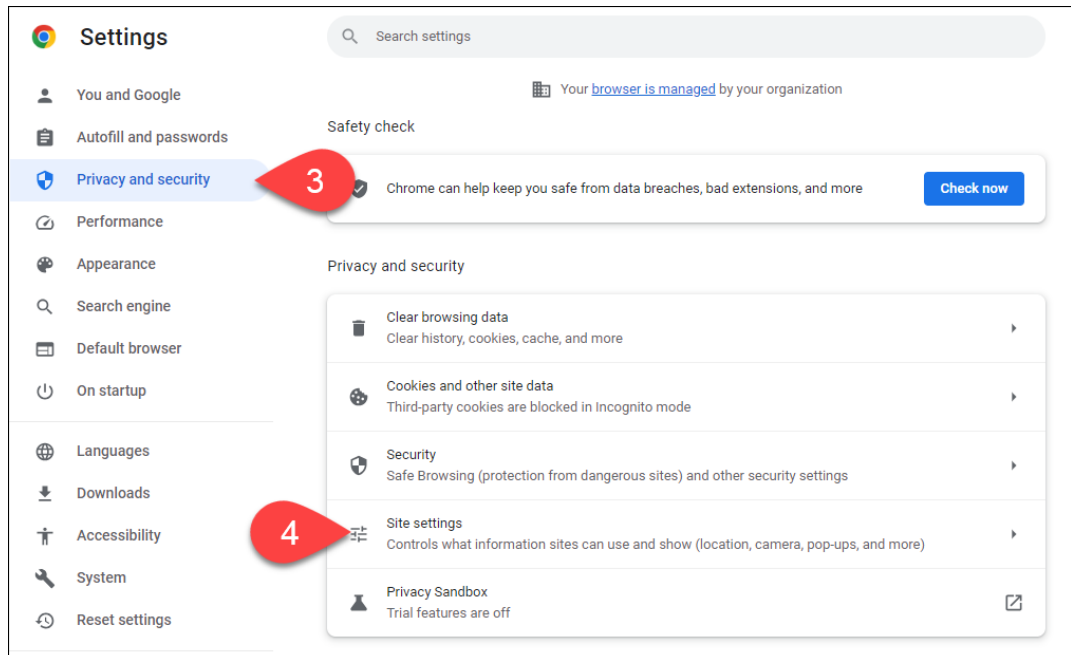 Settings
Search settings
You and Google
Autofill and passwords
Privacy and security
3
Performance
Appearance
Search engine
Default browser
On startup
Languages
Downloads
Accessibility
System
Reset settings
Your browser is managed by your organization
Safety check
Chrome can help keep you safe from data breaches, bad extensions, and more
Check now
Privacy and security
Clear browsing data
Clear history, cookies, cache, and more
Cookies and other site data
Third-party cookies are blocked in Incognito mode
Security
Safe Browsing (protection from dangerous sites) and other security settings
4
Site settings
Controls what information sites can use and show (location, camera, pop-ups, and more)
Privacy Sandbox
Trial features are off